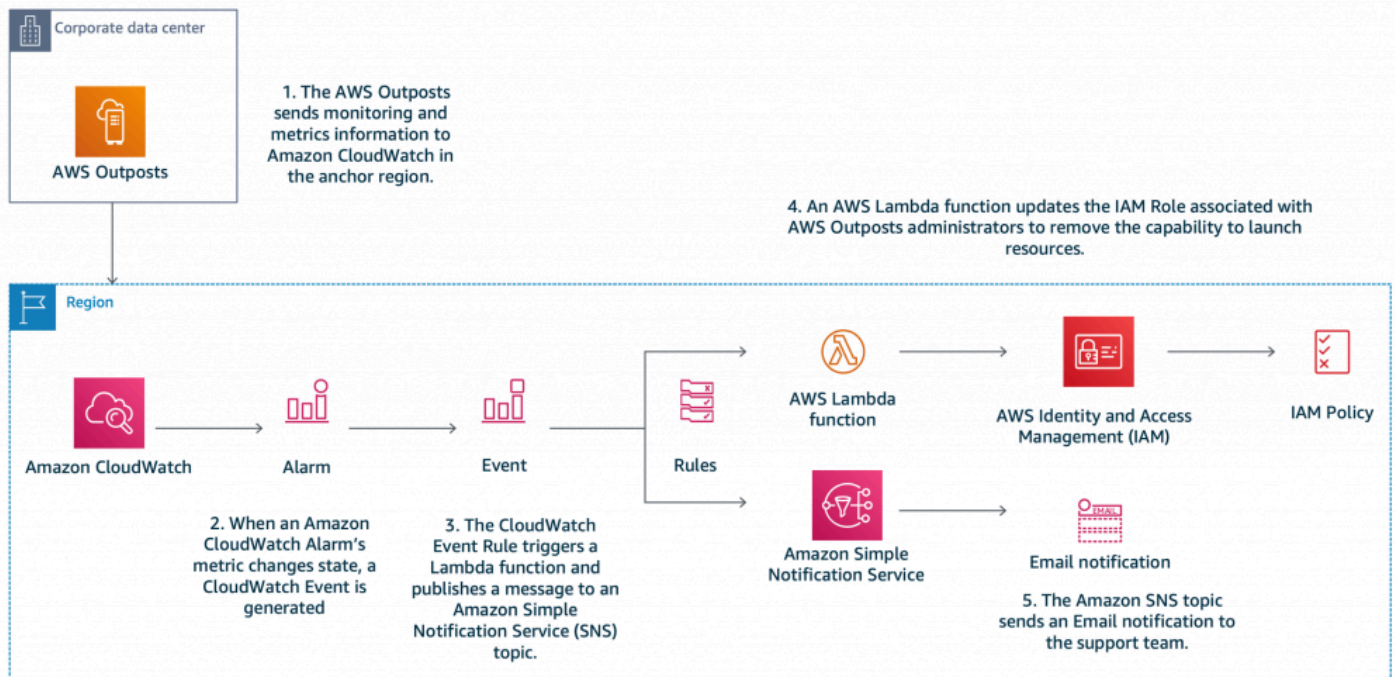 Corporate data center
AWS Outposts
1. The AWS Outposts
sends monitoring and
metrics information to
Amazon CloudWatch in
the anchor region.
4. An AWS Lambda function updates the IAM Role associated with
AWS Outposts administrators to remove the capability to launch
resources.
Region
Amazon CloudWatch
Alarm
Event
Rules
AWS Lambda
function
AWS Identity and Access
Management (IAM)
IAM Policy
2. When an Amazon
CloudWatch Alarm's
metric changes state, a
CloudWatch Event is
generated
3. The CloudWatch
Event Rule triggers a
Lambda function and
publishes a message to an
Amazon Simple
Notification Service (SNS)
topic.
Amazon Simple
Notification Service
EMAIL
Email notification
5. The Amazon SNS topic
sends an Email notification to
the support team.